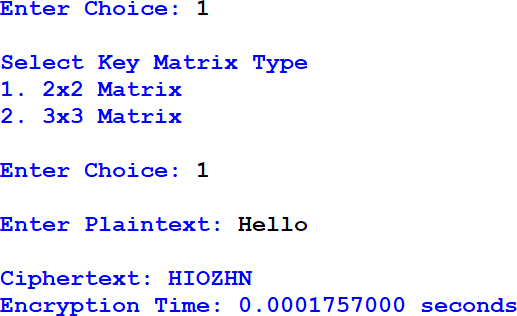 Enter Choice: 1
Select Key Matrix Type
1. 2x2 Matrix
2. 3x3 Matrix
Enter Choice: 1
Enter Plaintext: Hello
Ciphertext: HIOZHN
Encryption Time: 0.0001757000 seconds